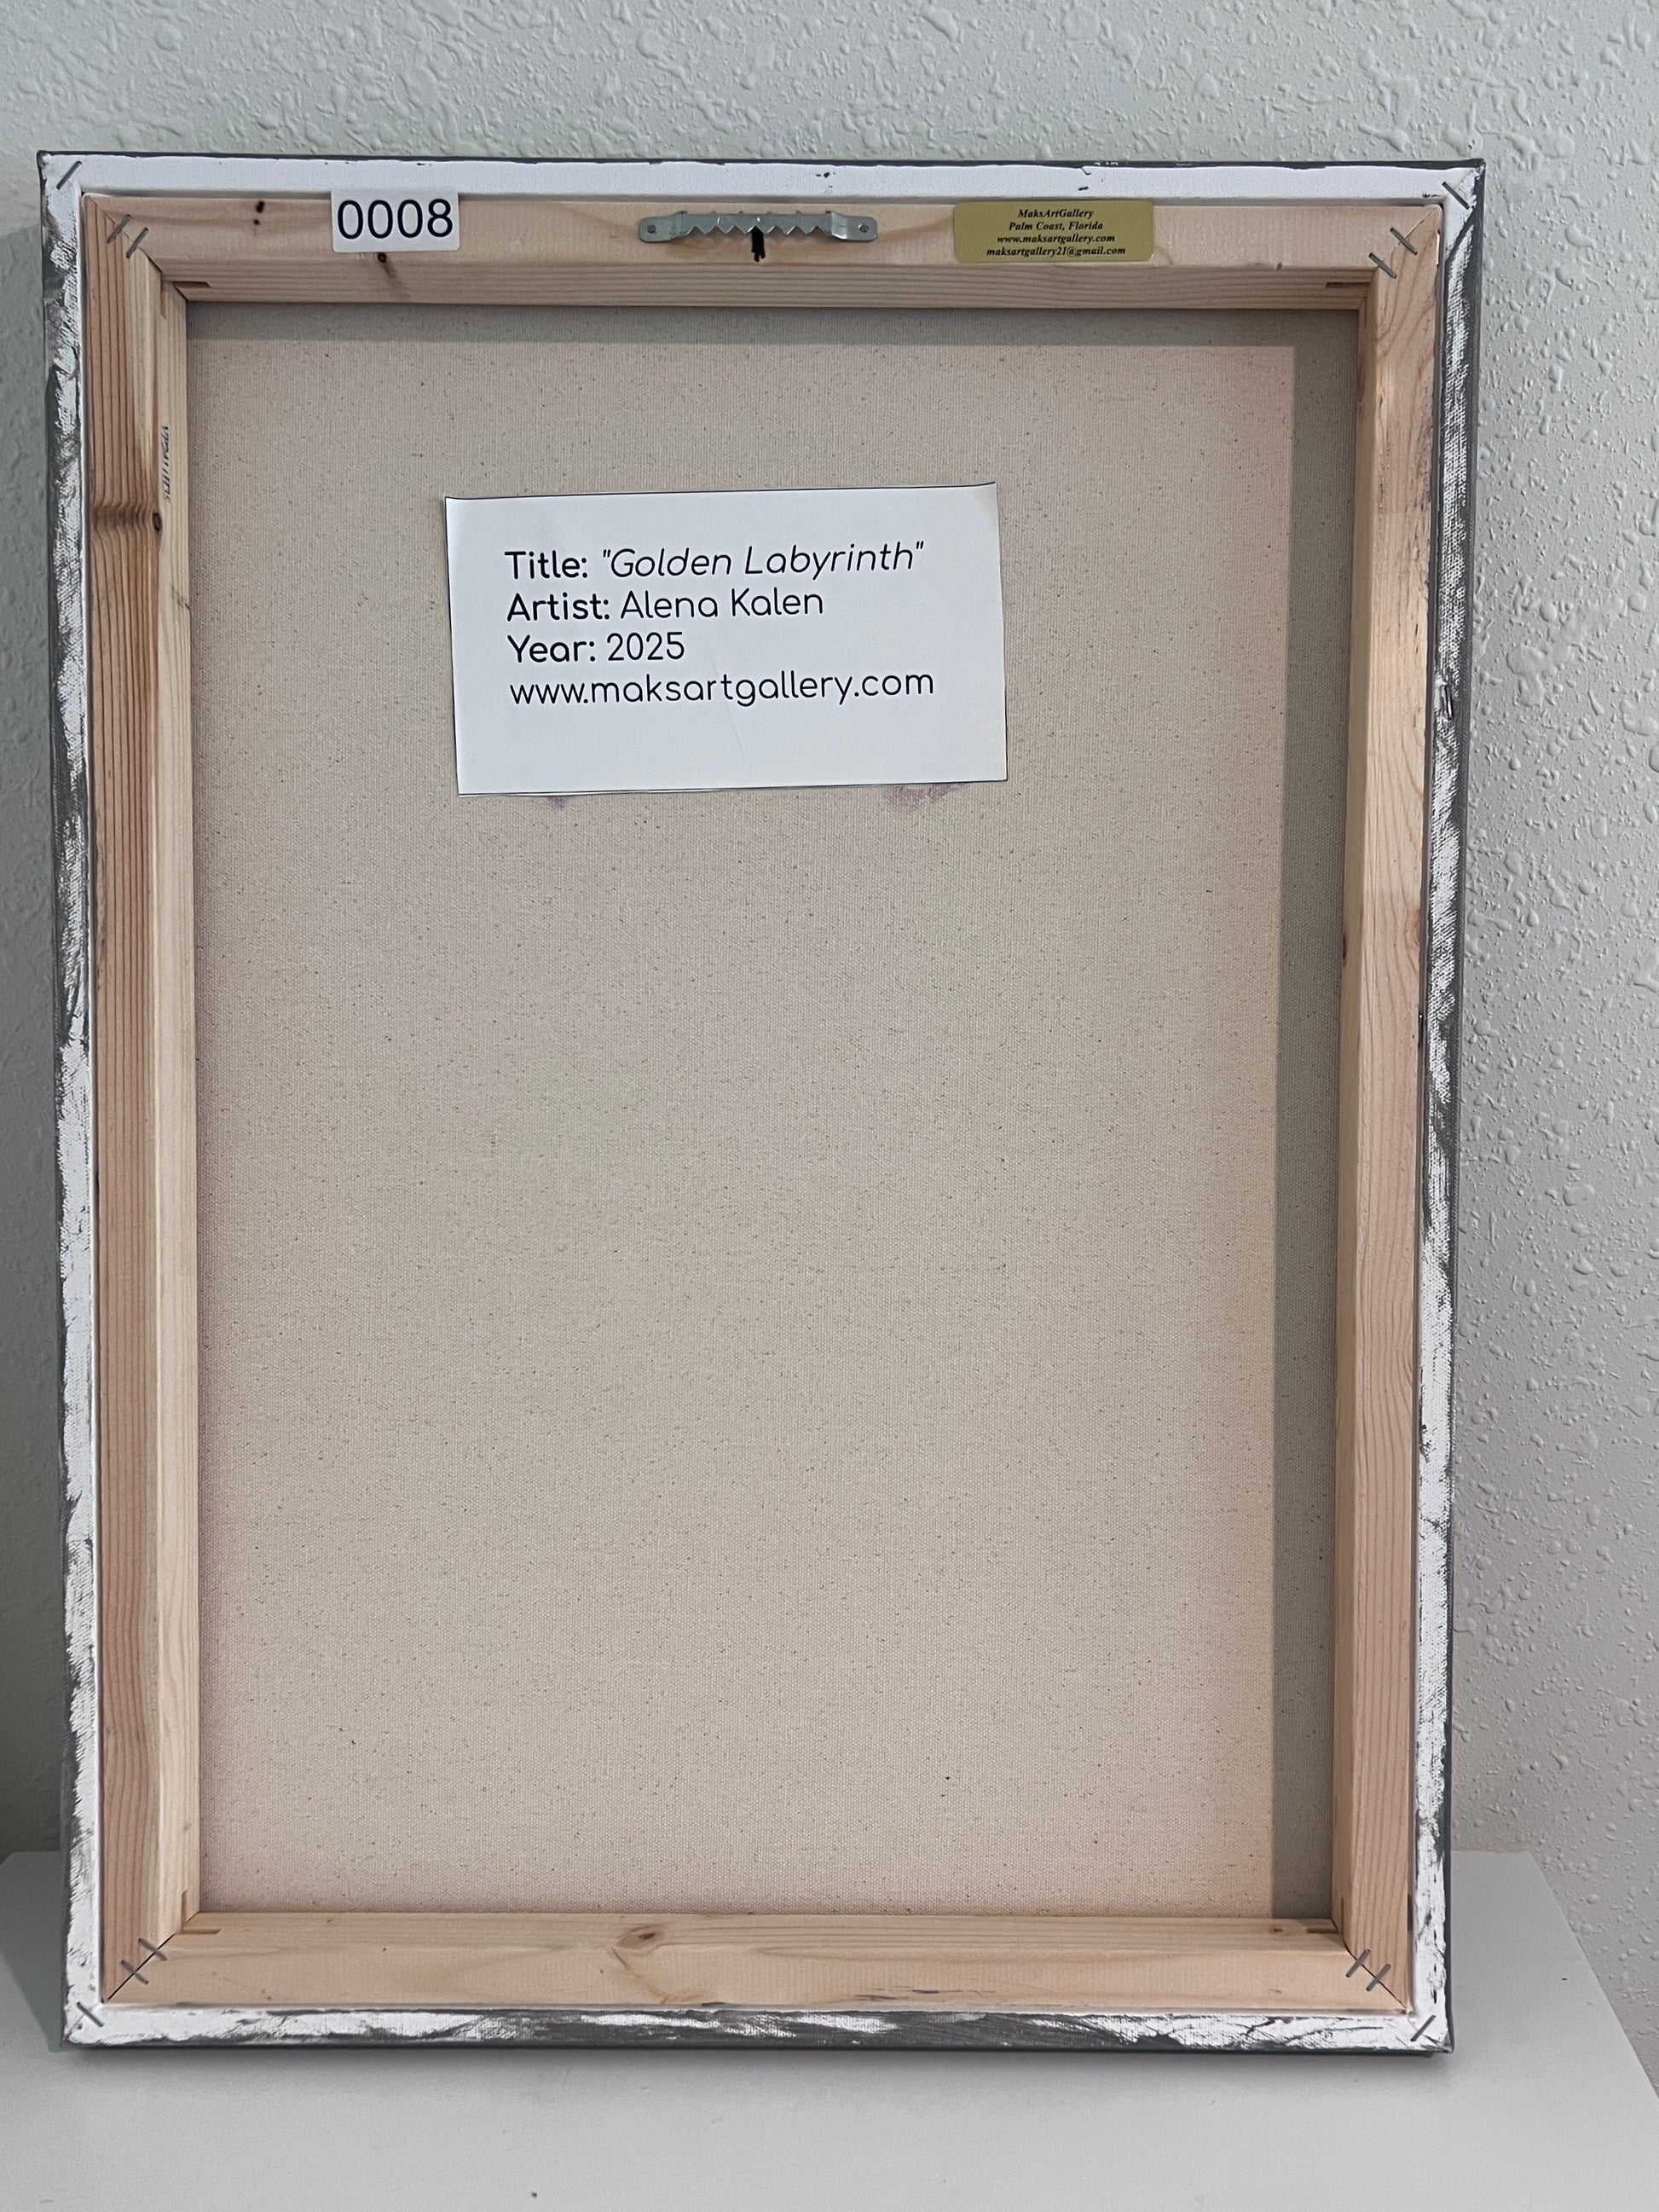 0008
MaksArtGallery
Palm Coast, Florida
www.maksartgallery.com
maksartgallery21@gmail.com
Title: "Golden Labyrinth"
Artist: Alena Kalen
Year: 2025
www.maksartgallery.com